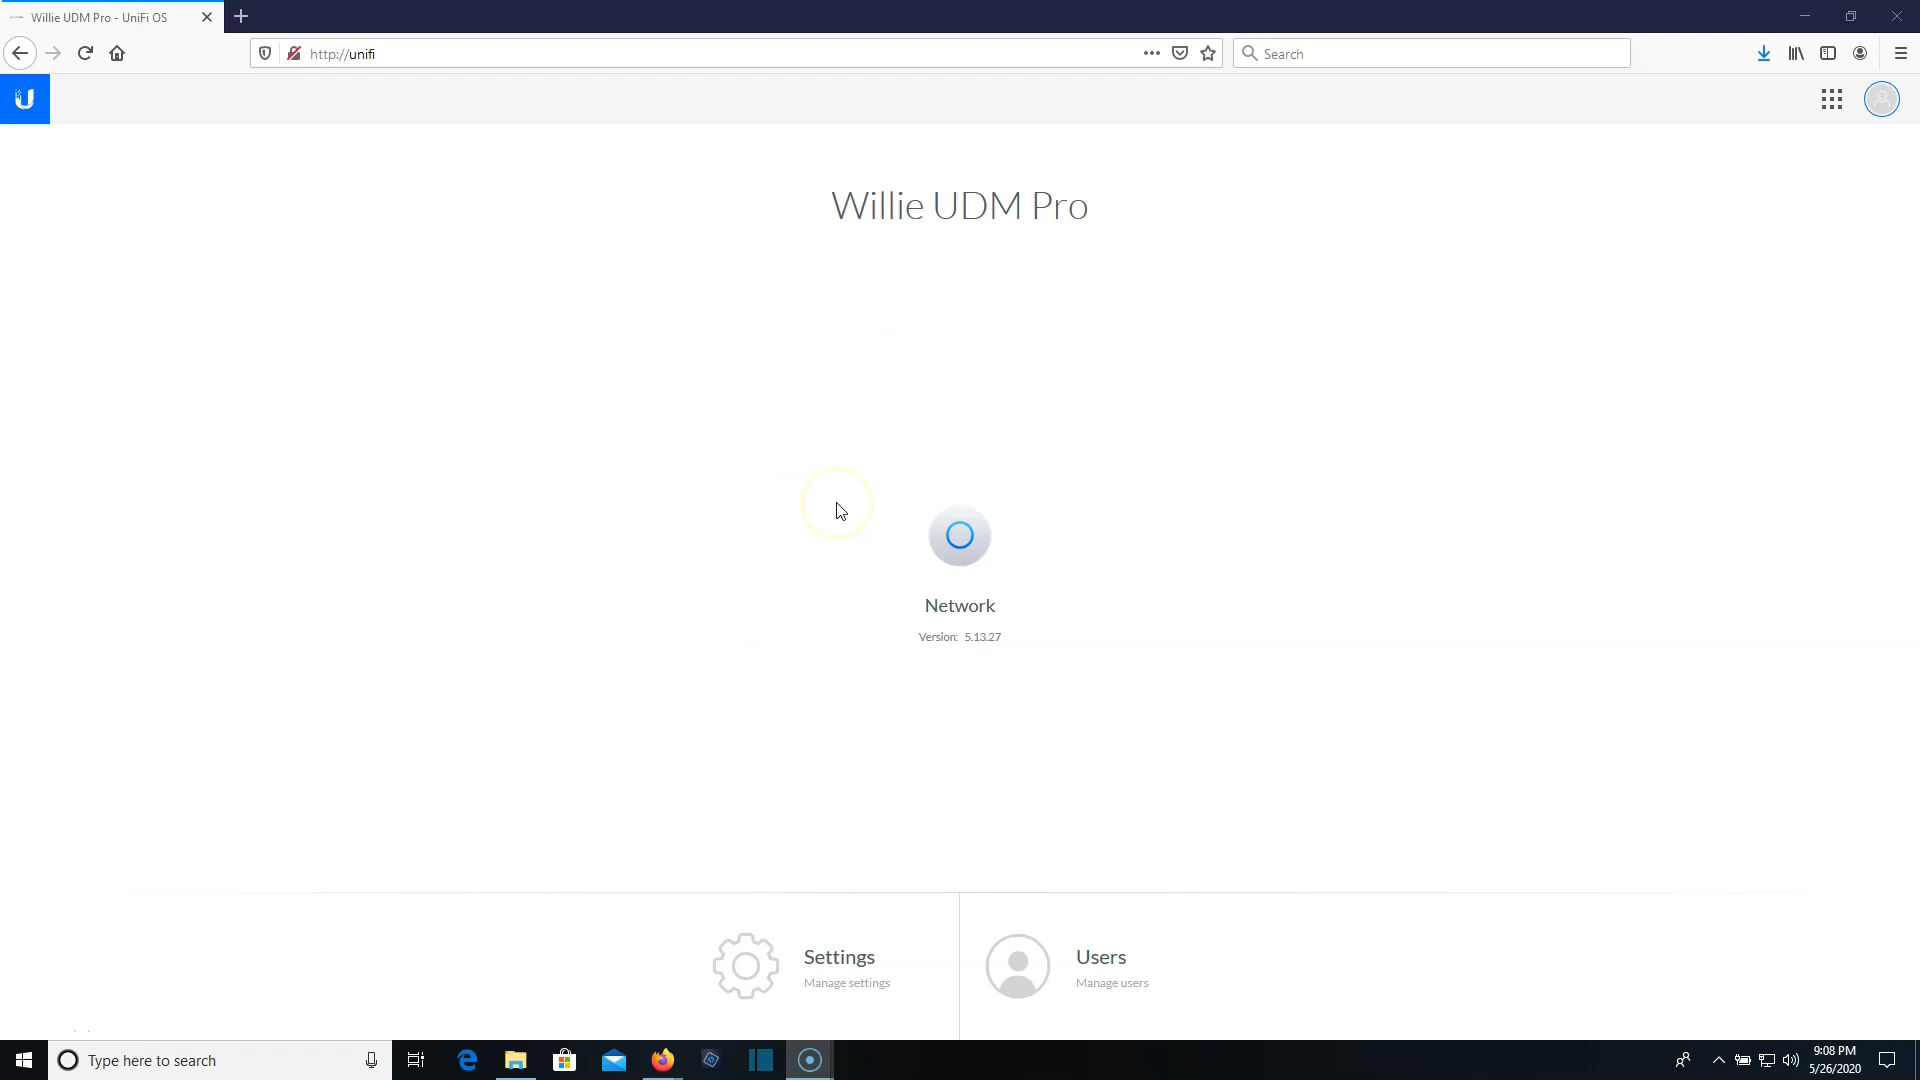 Willie UDM Pro - UniFi OS
http://unifi
Search
Willie UDM Pro
Network
Version: 5.13.27
Settings
Manage settings
Users
Manage users
Type here to search
9:08 PM
5/26/2020